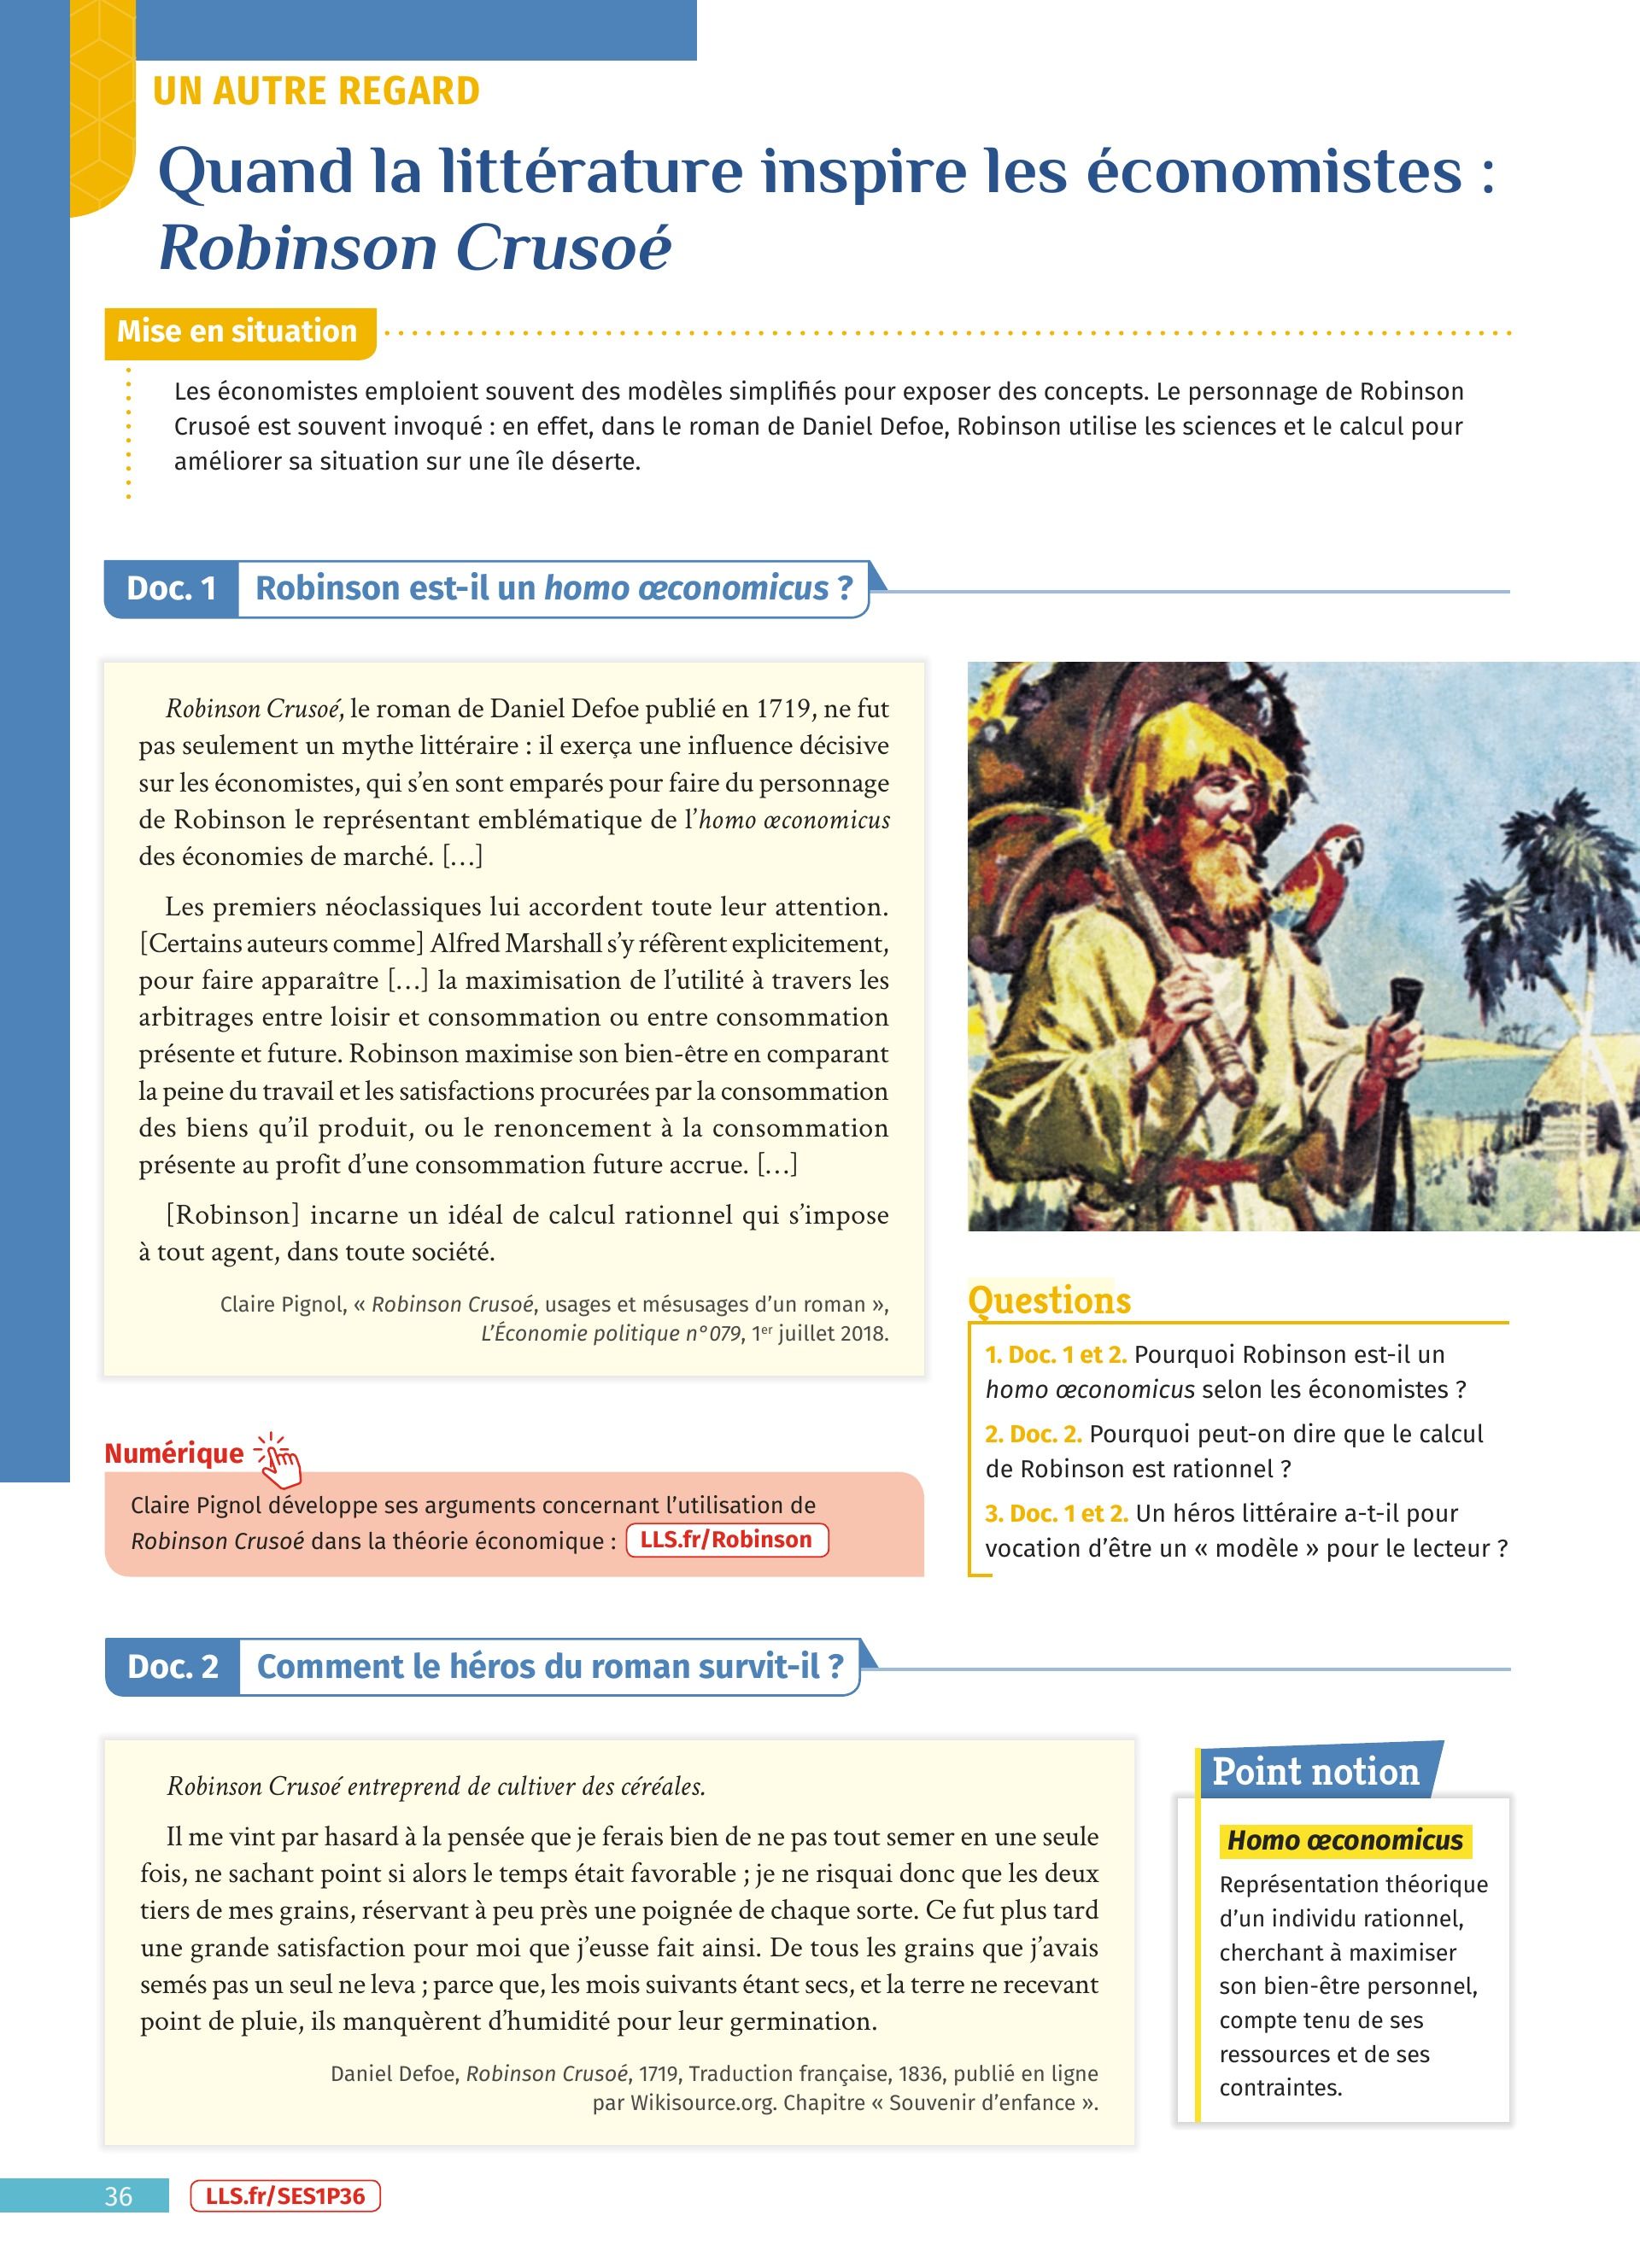 UN AUTRE REGARD
Quand la littérature inspire les économistes :
Robinson Crusoé
Mise en situation
Les économistes emploient souvent des modèles simplifiés pour exposer des concepts. Le personnage de Robinson
Crusoé est souvent invoqué : en effet, dans le roman de Daniel Defoe, Robinson utilise les sciences et le calcul pour
améliorer sa situation sur une île déserte.
Doc. 1 Robinson est-il un homo œconomicus ?
Robinson Crusoé, le roman de Daniel Defoe publié en 1719, ne fut
pas seulement un mythe littéraire : il exerça une influence décisive
sur les économistes, qui s'en sont emparés pour faire du personnage
de Robinson le représentant emblématique de l'homo œconomicus
des économies de marché. […]
Les premiers néoclassiques lui accordent toute leur attention.
[Certains auteurs comme] Alfred Marshall s'y réfèrent explicitement,
pour faire apparaître […] la maximisation de l'utilité à travers les
arbitrages entre loisir et consommation ou entre consommation
présente et future. Robinson maximise son bien-être en comparant
la peine du travail et les satisfactions procurées par la consommation
des biens qu'il produit, ou le renoncement à la consommation
présente au profit d'une consommation future accrue. […]
[Robinson] incarne un idéal de calcul rationnel qui s'impose
à tout agent, dans toute société.
Claire Pignol, « Robinson Crusoé, usages et mésusages d'un roman »,
L'Économie politique n°079, 1er juillet 2018.
Numérique
Claire Pignol développe ses arguments concernant l'utilisation de
Robinson Crusoé dans la théorie économique : LLS.fr/Robinson
Questions
1. Doc. 1 et 2. Pourquoi Robinson est-il un
homo œconomicus selon les économistes ?
2. Doc. 2. Pourquoi peut-on dire que le calcul
de Robinson est rationnel ?
3. Doc. 1 et 2. Un héros littéraire a-t-il pour
vocation d'être un « modèle » pour le lecteur ?
Doc. 2 Comment le héros du roman survit-il ?
Robinson Crusoé entreprend de cultiver des céréales.
Il me vint par hasard à la pensée que je ferais bien de ne pas tout semer en une seule
fois, ne sachant point si alors le temps était favorable ; je ne risquai donc que les deux
tiers de mes grains, réservant à peu près une poignée de chaque sorte. Ce fut plus tard
une grande satisfaction pour moi que j'eusse fait ainsi. De tous les grains que j'avais
semés pas un seul ne leva ; parce que, les mois suivants étant secs, et la terre ne recevant
point de pluie, ils manquèrent d'humidité pour leur germination.
Daniel Defoe, Robinson Crusoé, 1719, Traduction française, 1836, publié en ligne
par Wikisource.org. Chapitre « Souvenir d'enfance ».
Point notion
Homo œconomicus
Représentation théorique
d'un individu rationnel,
cherchant à maximiser
son bien-être personnel,
compte tenu de ses
ressources et de ses
contraintes.
36 LLS.fr/SES1P36